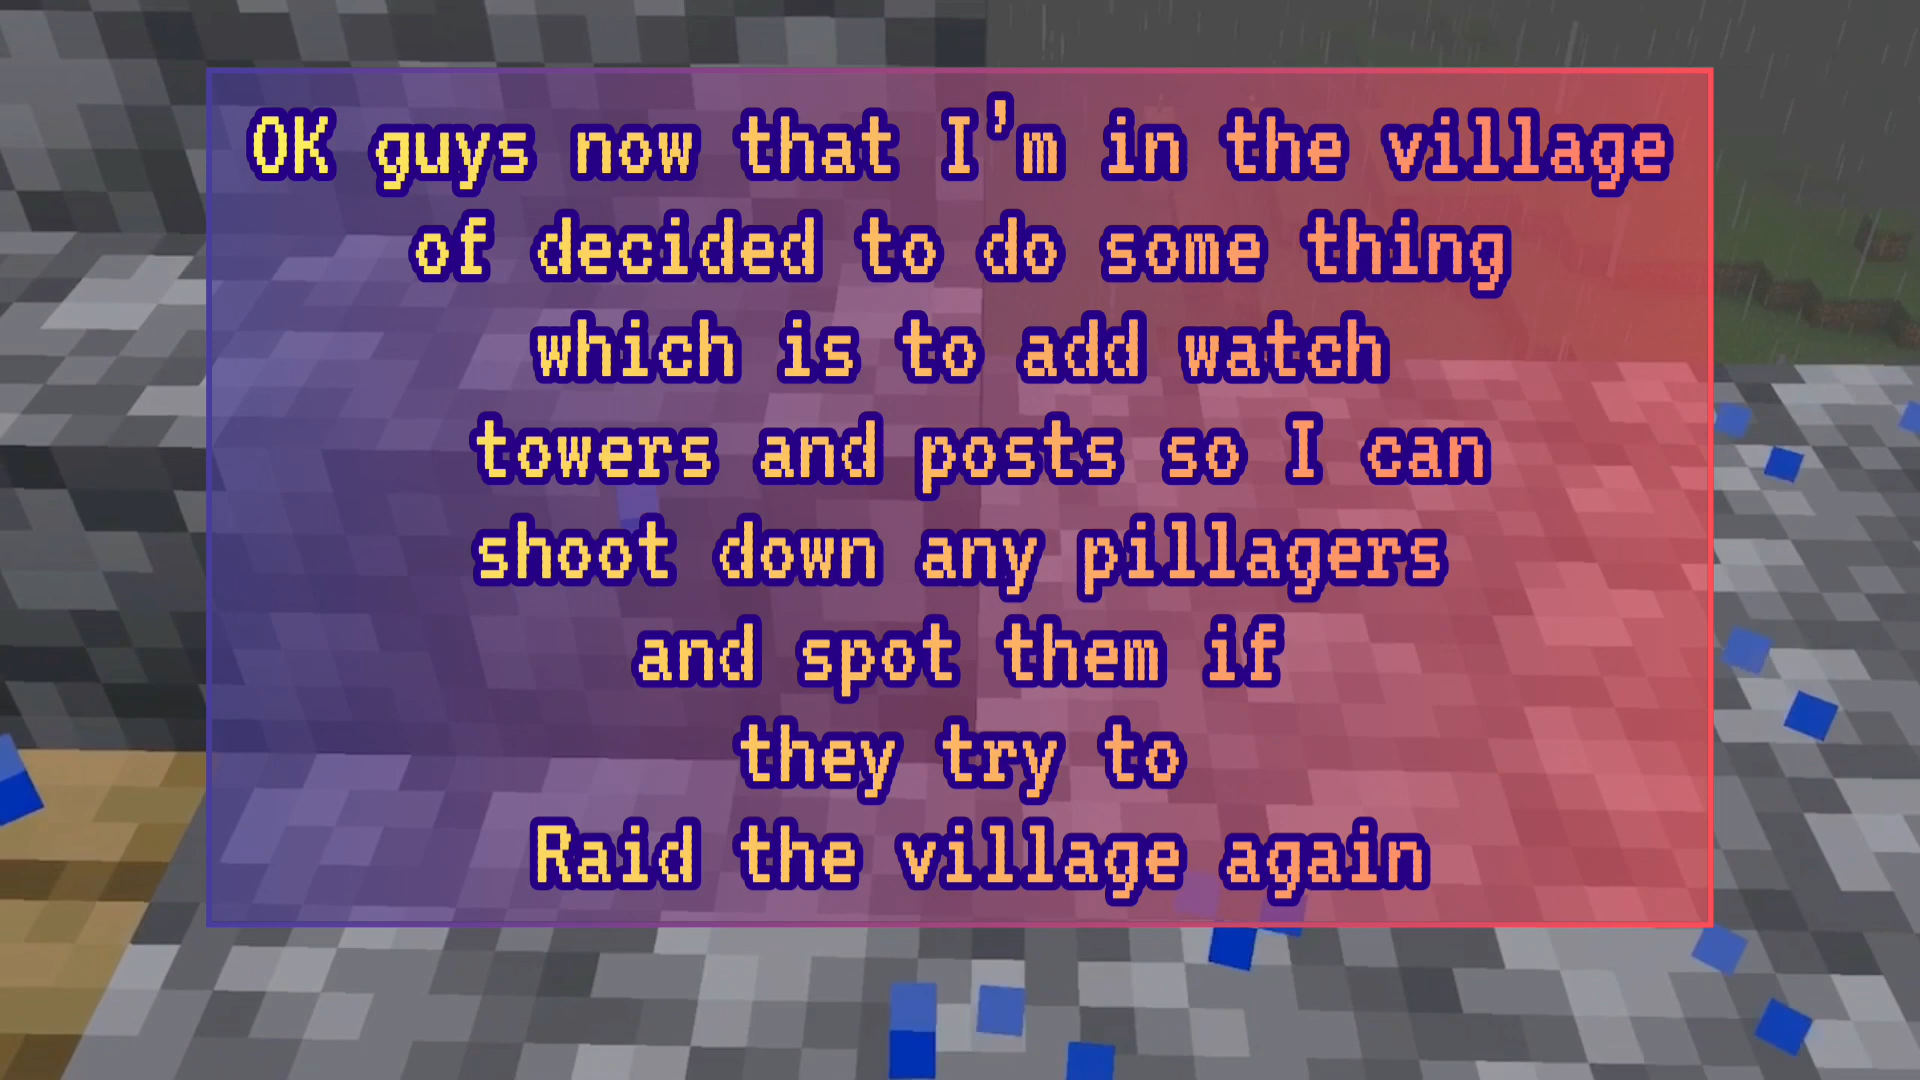 OK guys now that I'm in the village
of decided to do some thing
which is to add watch
towers and posts so I can
shoot down any pillagers
and spot them if
they try to
Raid the village again